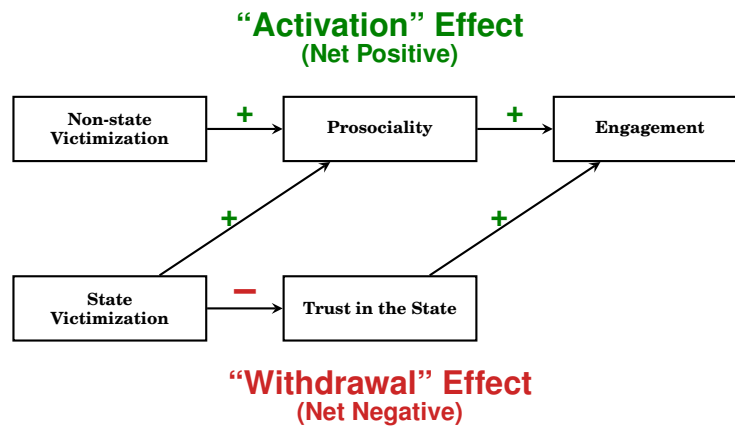 “Activation” Effect
(Net Positive)
Non-state
Victimization
+
Prosociality
+
Engagement
+
+
State
Victimization
−
Trust in the State
“Withdrawal” Effect
(Net Negative)